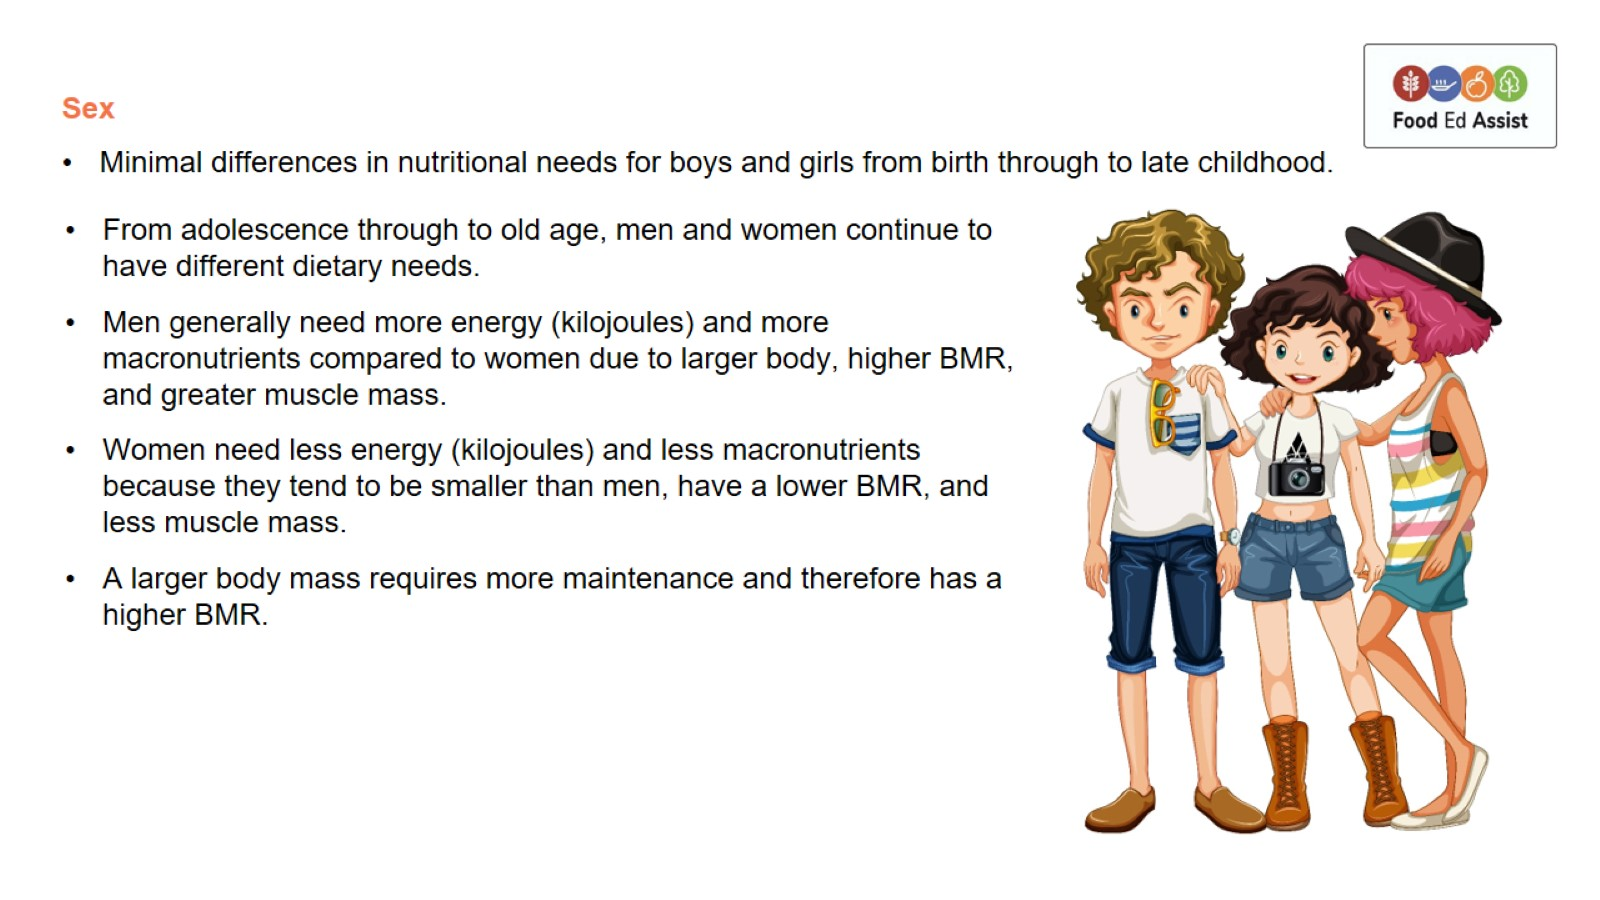 Food Ed Assist
Sex
• Minimal differences in nutritional needs for boys and girls from birth through to late childhood.
• From adolescence through to old age, men and women continue to
have different dietary needs.
• Men generally need more energy (kilojoules) and more
macronutrients compared to women due to larger body, higher BMR,
and greater muscle mass.
• Women need less energy (kilojoules) and less macronutrients
because they tend to be smaller than men, have a lower BMR, and
less muscle mass.
• A larger body mass requires more maintenance and therefore has a
higher BMR.